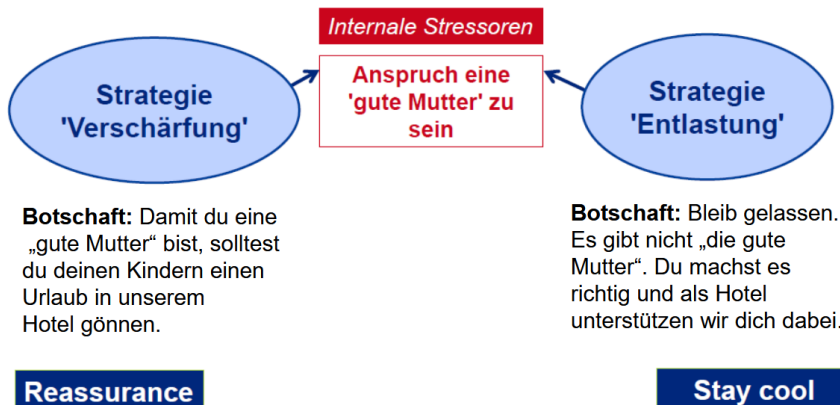 Internale Stressoren
Anspruch eine
'gute Mutter' zu
sein
Strategie
'Verschärfung'
Strategie
'Entlastung'
Botschaft: Damit du eine
„gute Mutter“ bist, solltest
du deinen Kindern einen
Urlaub in unserem
Hotel gönnen.
Botschaft: Bleib gelassen.
Es gibt nicht „die gute
Mutter“. Du machst es
richtig und als Hotel
unterstützen wir dich dabei.
Reassurance
Stay cool